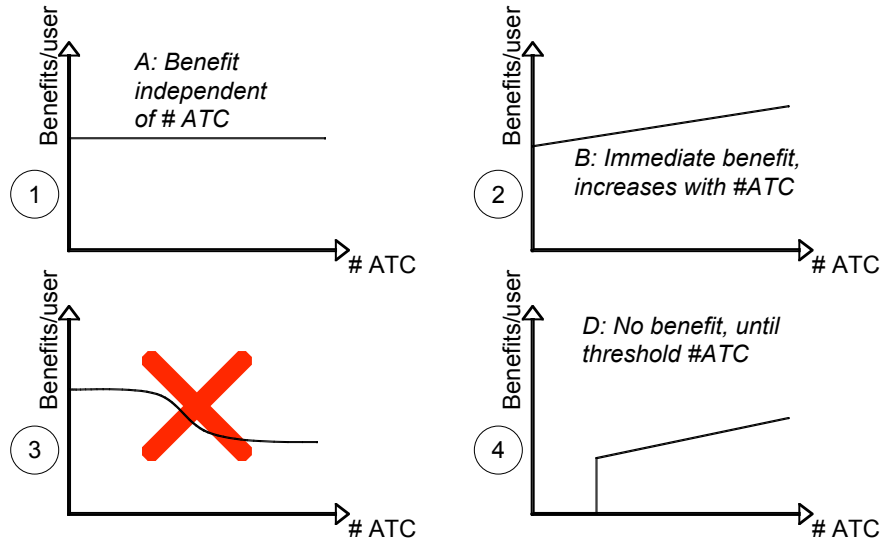 Benefits/user
A: Benefit
independent
of # ATC
1
# ATC
Benefits/user
B: Immediate benefit,
increases with #ATC
2
# ATC
Benefits/user
3
# ATC
Benefits/user
D: No benefit, until
threshold #ATC
4
# ATC